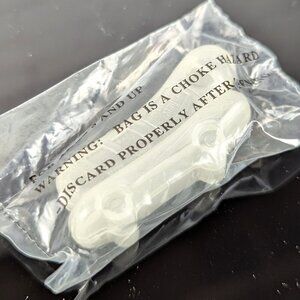 AND UP
WARNING: BAG IS A CHOKE HAZARD
DISCARD PROPERLY AFTER